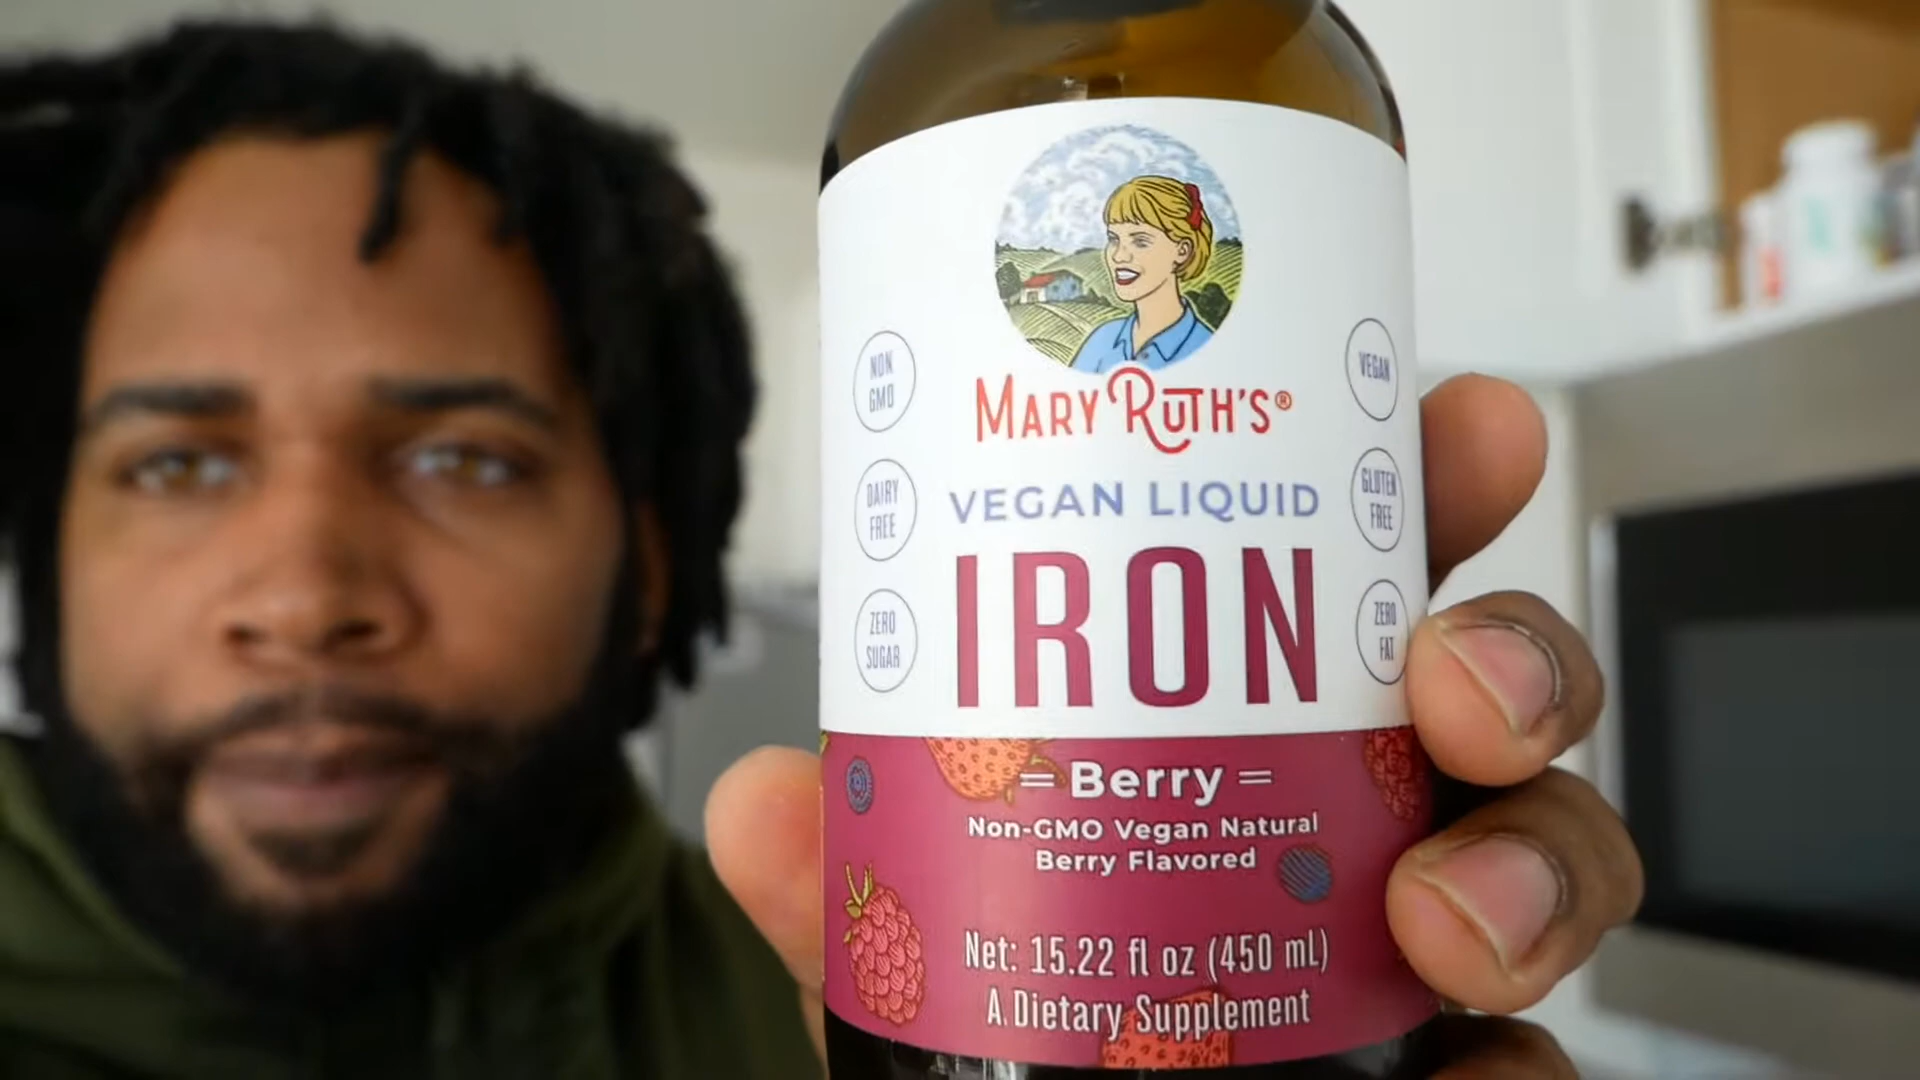 MARY RUTH'S®
NON
GMO
VEGAN
DAIRY
FREE
VEGAN LIQUID
GLUTEN
FREE
IRON
ZERO
SUGAR
ZERO
FAT
Berry
Non-GMO Vegan Natural
Berry Flavored
Net: 15.22 fl oz (450 mL)
A Dietary Supplement